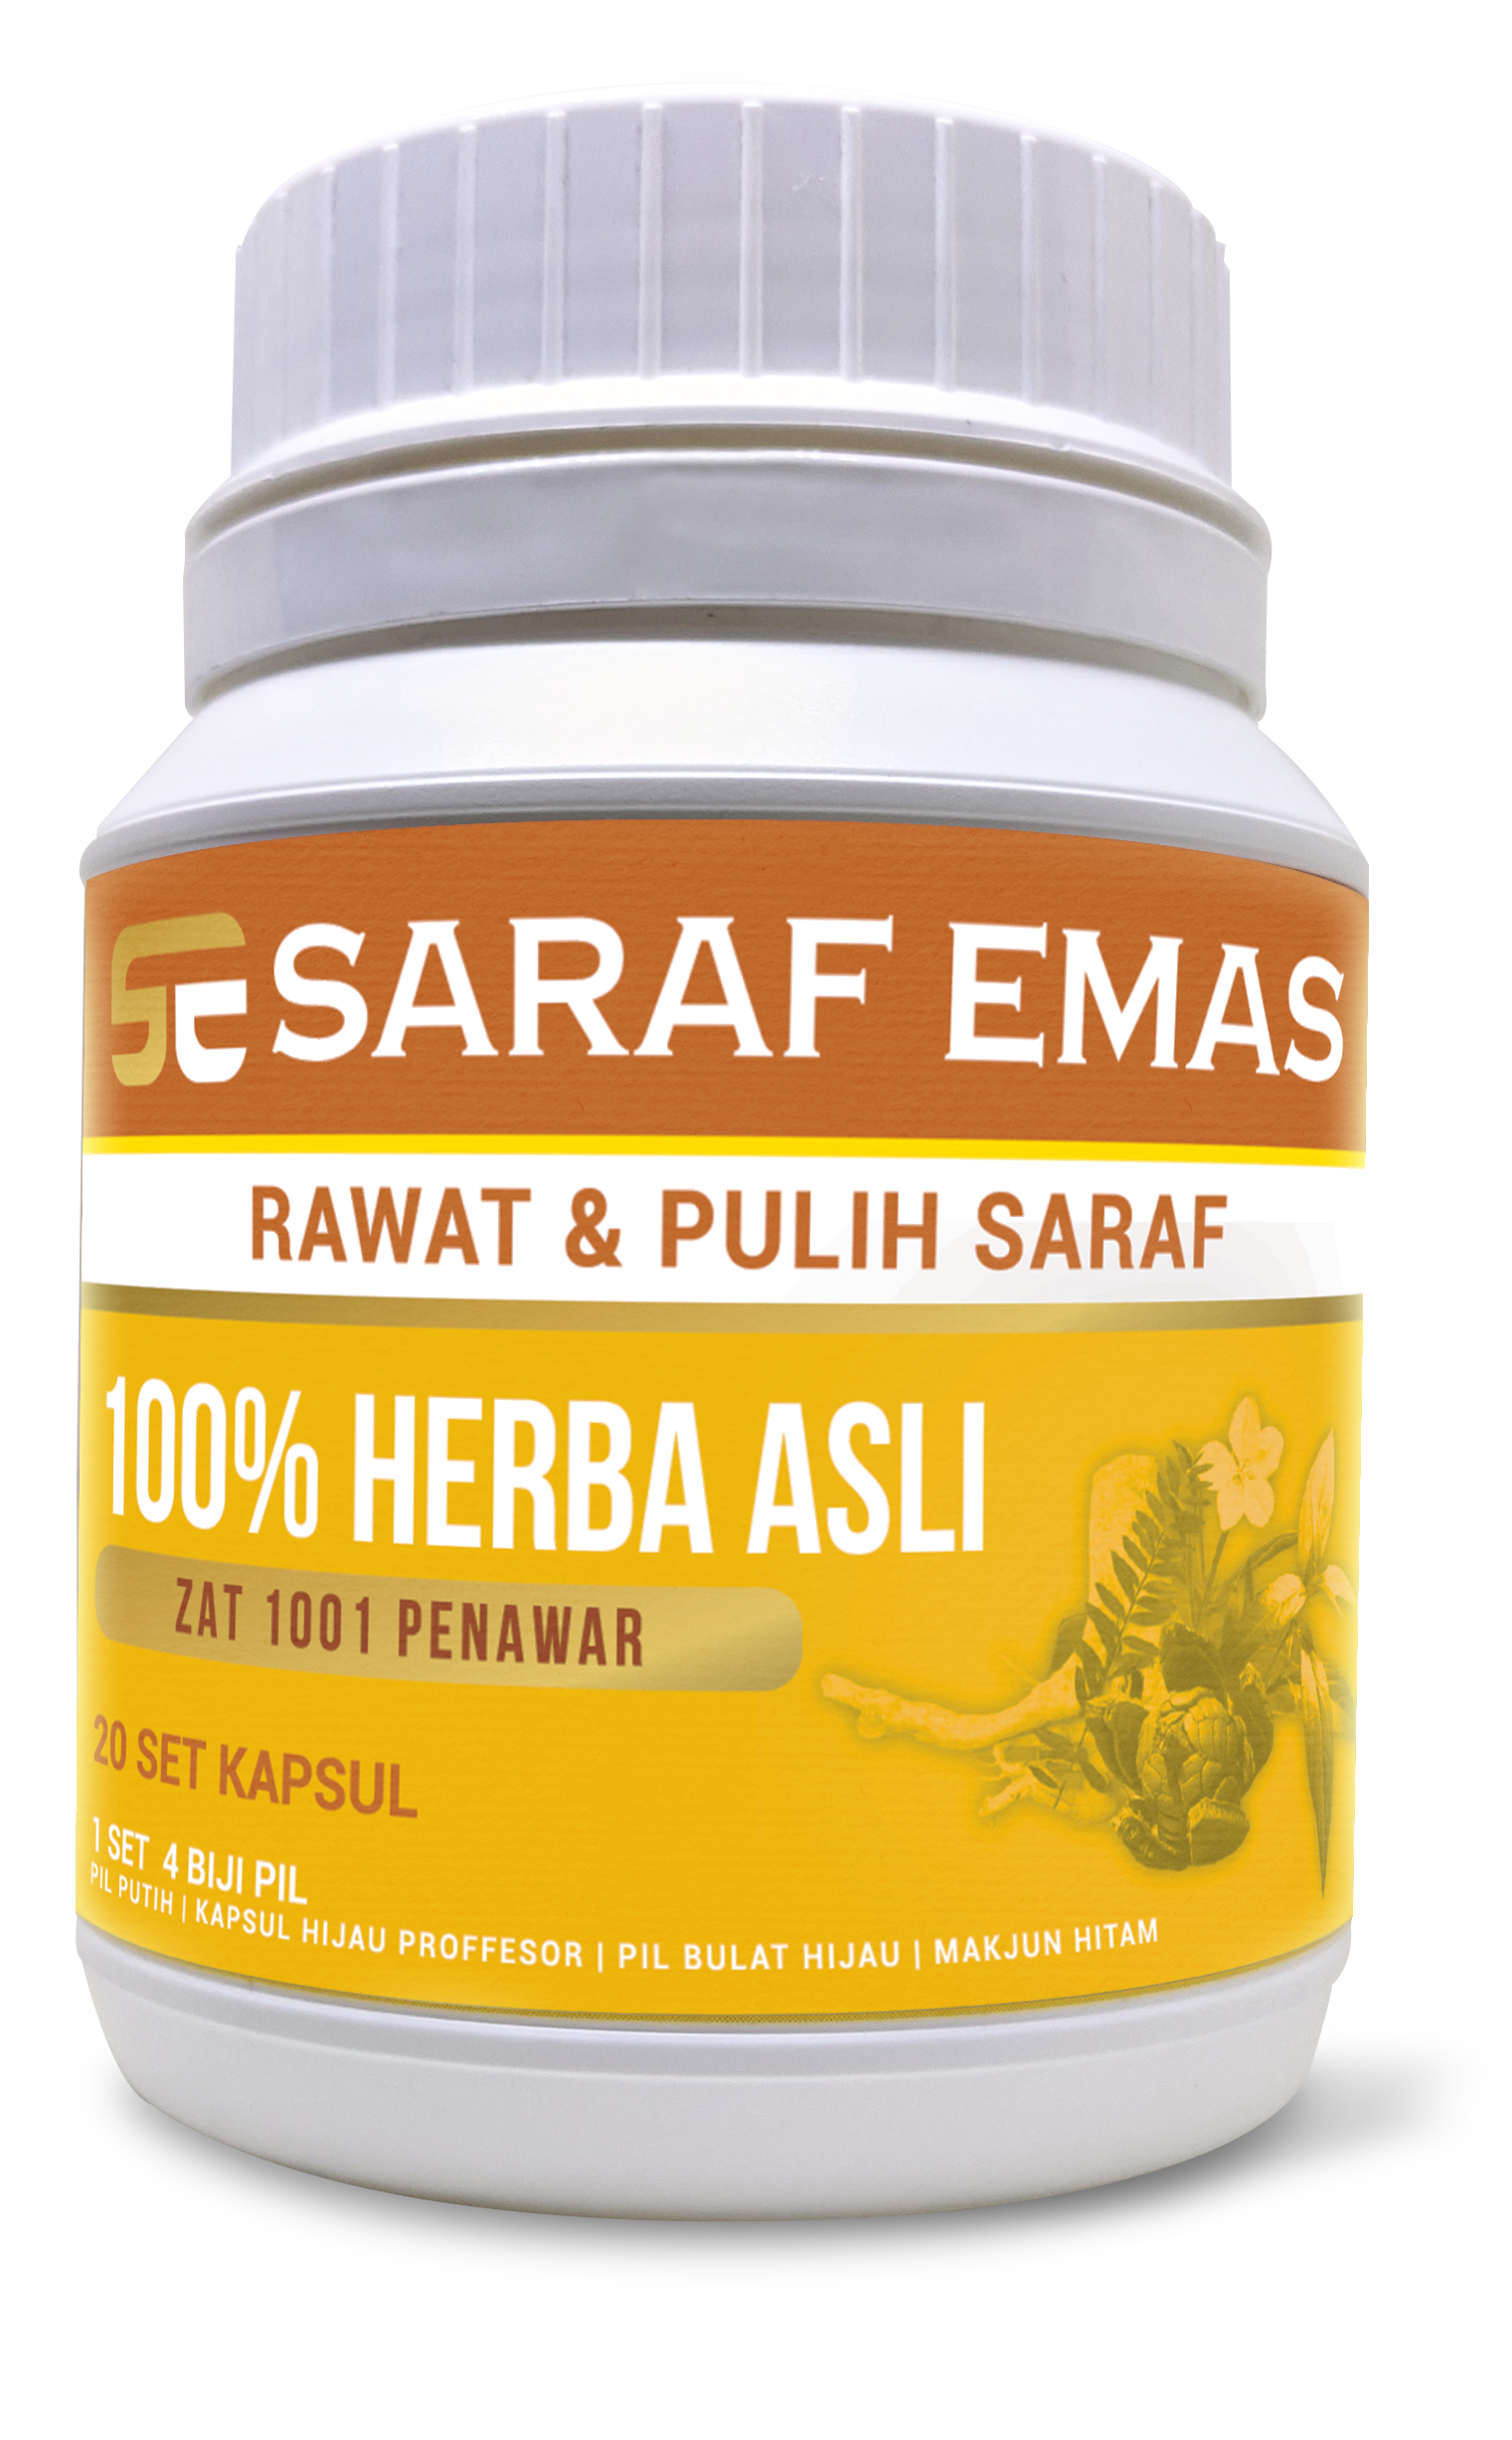 SE SARAF EMAS
RAWAT & PULIH SARAF
100% HERBA ASLI
ZAT 1001 PENAWAR
20 SET KAPSUL
1 SET 4 BIJI PIL
PIL PUTIH | KAPSUL HIJAU PROFFESOR | PIL BULAT HIJAU | MAKJUN HITAM